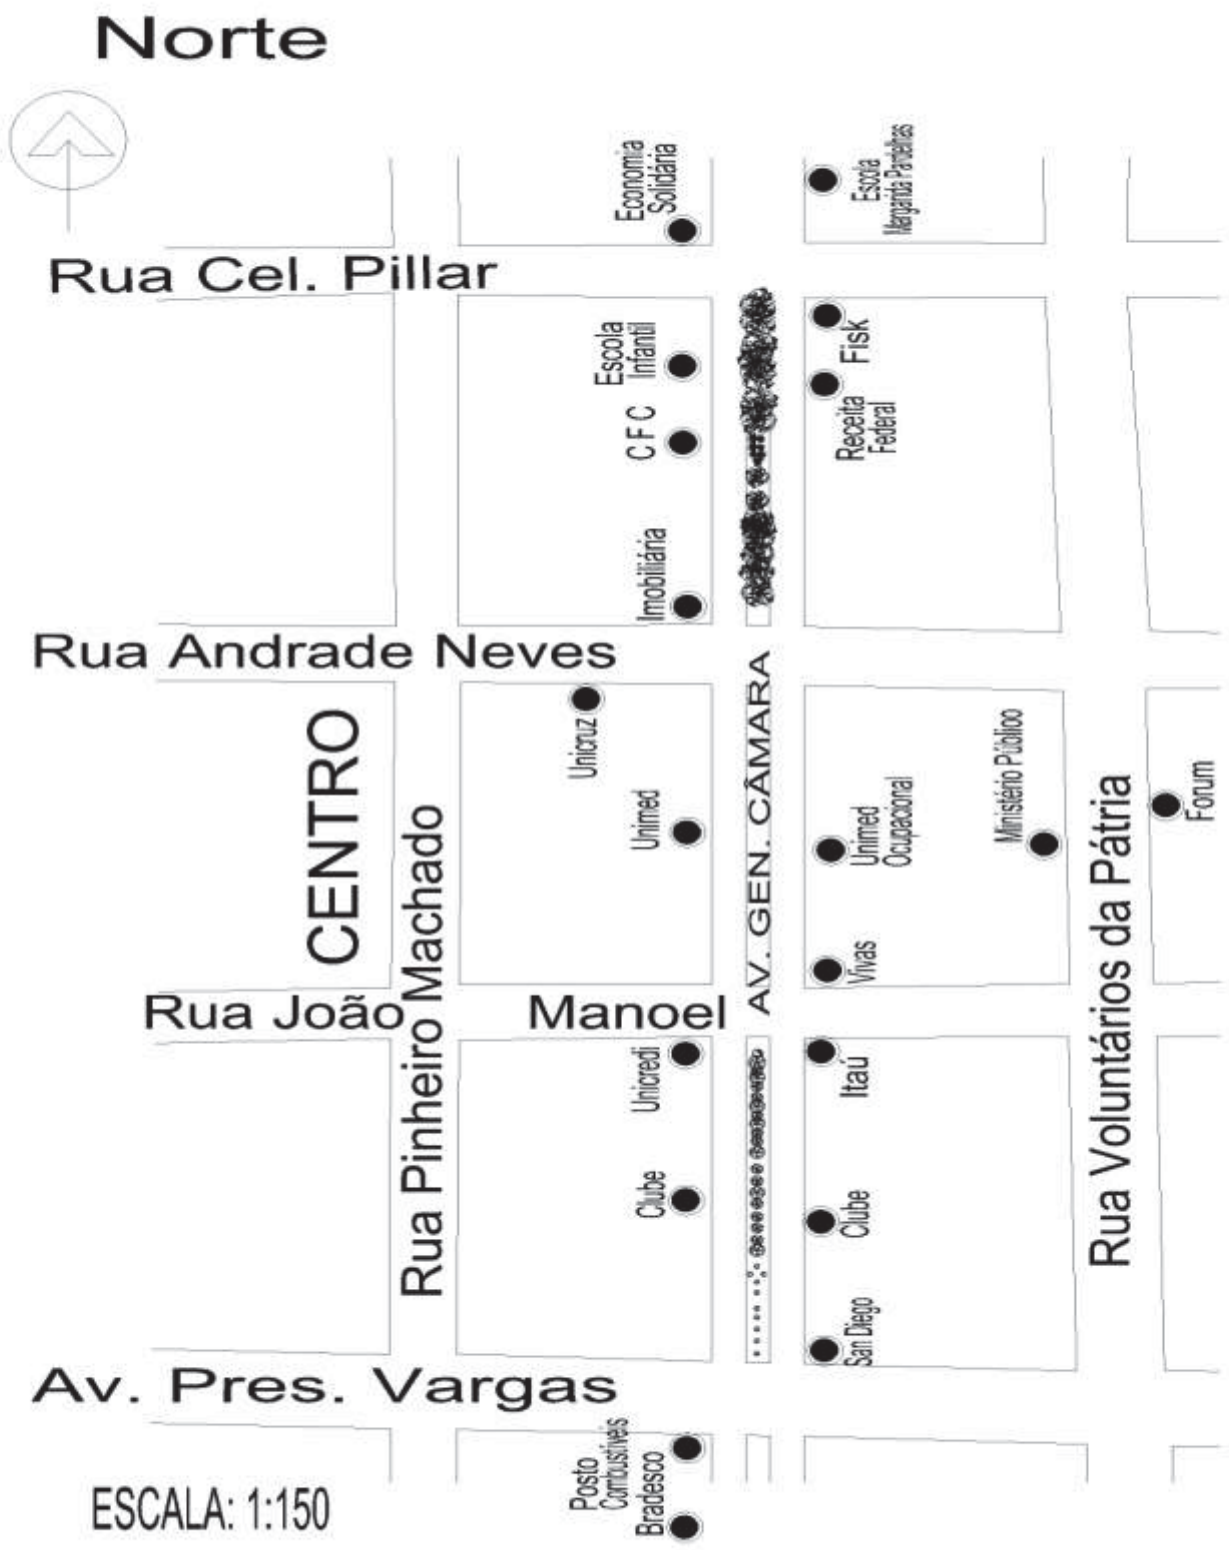 Norte
Economia
Solidária
Escola
Margarida Pardelhas
Rua Cel. Pillar
Escola
Infantil
Fisk
C F C
Receita
Federal
Imobiliária
Rua Andrade Neves
CENTRO
Unicruz
Unimed
AV. GEN. CÂMARA
Unimed
Ocupacional
Ministério Público
Forum
Vivas
Rua João Manoel
Rua Pinheiro Machado
Rua Voluntários da Pátria
Unicredi
Itaú
Clube
Clube
San Diego
Av. Pres. Vargas
Posto
Combustíveis
Bradesco
ESCALA: 1:150